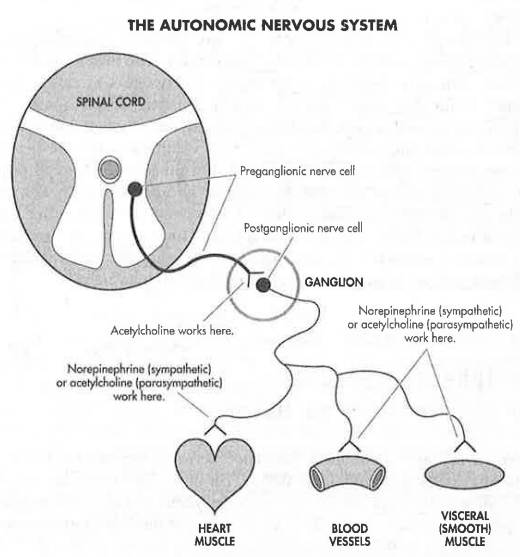 THE AUTONOMIC NERVOUS SYSTEM
SPINAL CORD
Preganglionic nerve cell
Postganglionic nerve cell
GANGLION
Acetylcholine works here.
Norepinephrine (sympathetic)
or acetylcholine (parasympathetic)
work here.
Norepinephrine (sympathetic)
or acetylcholine (parasympathetic)
work here.
HEART
MUSCLE
BLOOD
VESSELS
VISCERAL
(SMOOTH)
MUSCLE